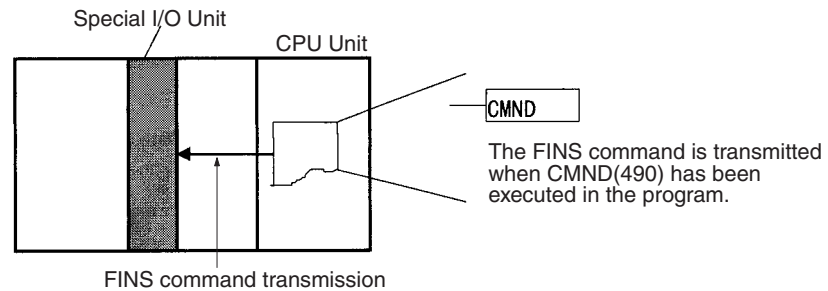 Special I/O Unit
CPU Unit
CMND
The FINS command is transmitted
when CMND(490) has been
executed in the program.
FINS command transmission